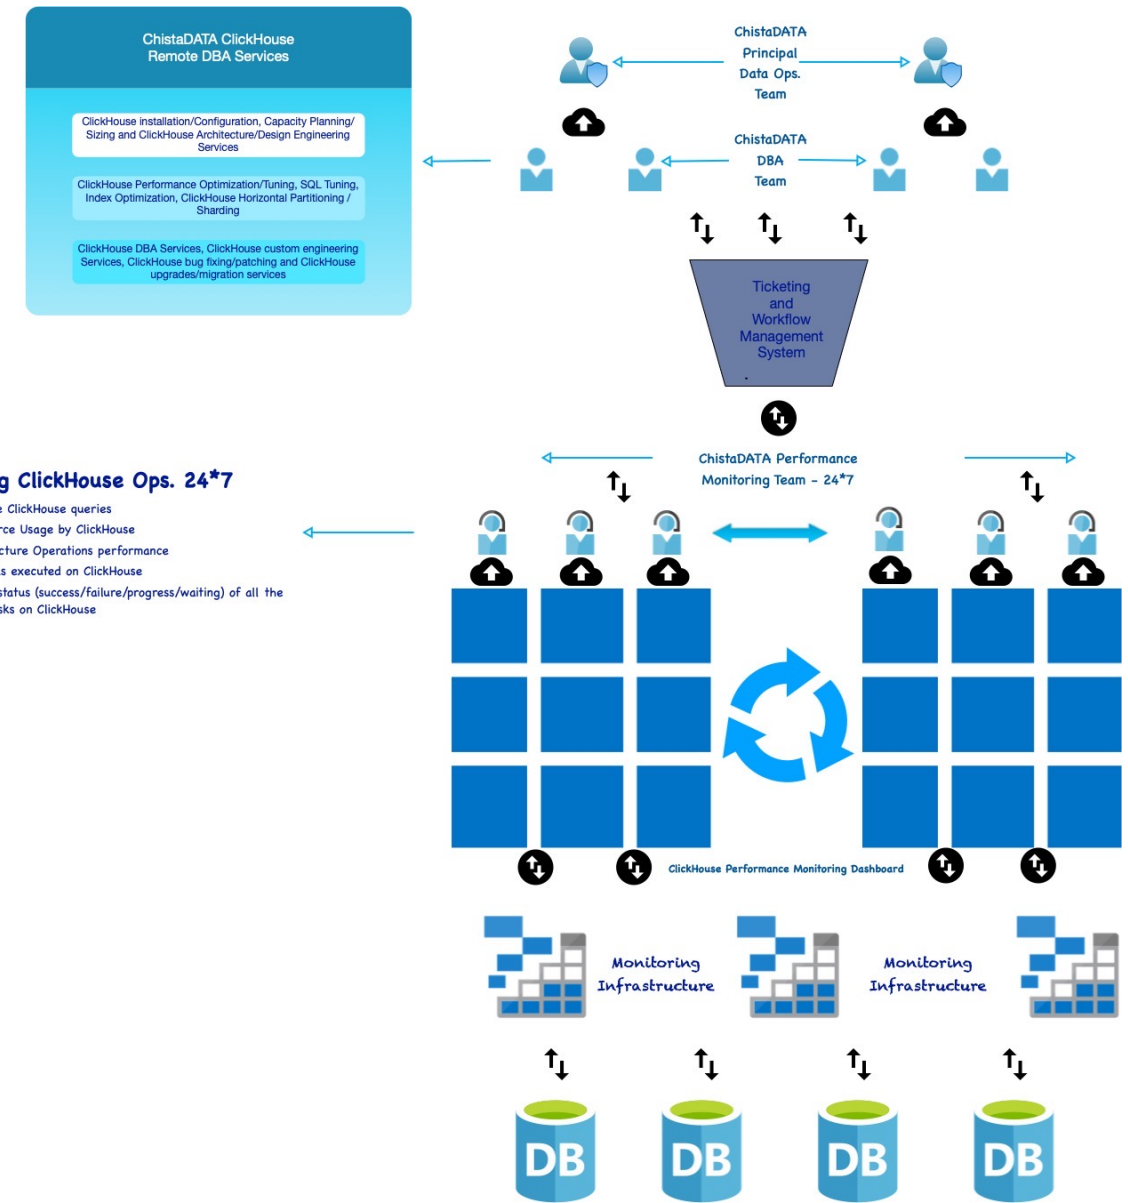 ChistaDATA ClickHouse
Remote DBA Services
ClickHouse installation/Configuration, Capacity Planning/
Sizing and ClickHouse Architecture/Design Engineering
Services
ClickHouse Performance Optimization/Tuning, SQL Tuning,
Index Optimization, ClickHouse Horizontal Partitioning /
Sharding
ClickHouse DBA Services, ClickHouse custom engineering
Services, ClickHouse bug fixing/patching and ClickHouse
upgrades/migration services
ChistaDATA
Principal
Data Ops.
Team
ChistaDATA
DBA
Team
Ticketing
and
Workflow
Management
System
.
ChistaDATA Performance
Monitoring Team - 24*7
g ClickHouse Ops. 24*7
e ClickHouse queries
rce Usage by ClickHouse
cture Operations performance
s executed on ClickHouse
status (success/failure/progress/waiting) of all the
sks on ClickHouse
ClickHouse Performance Monitoring Dashboard
Monitoring
Infrastructure
Monitoring
Infrastructure
DB
DB
DB
DB